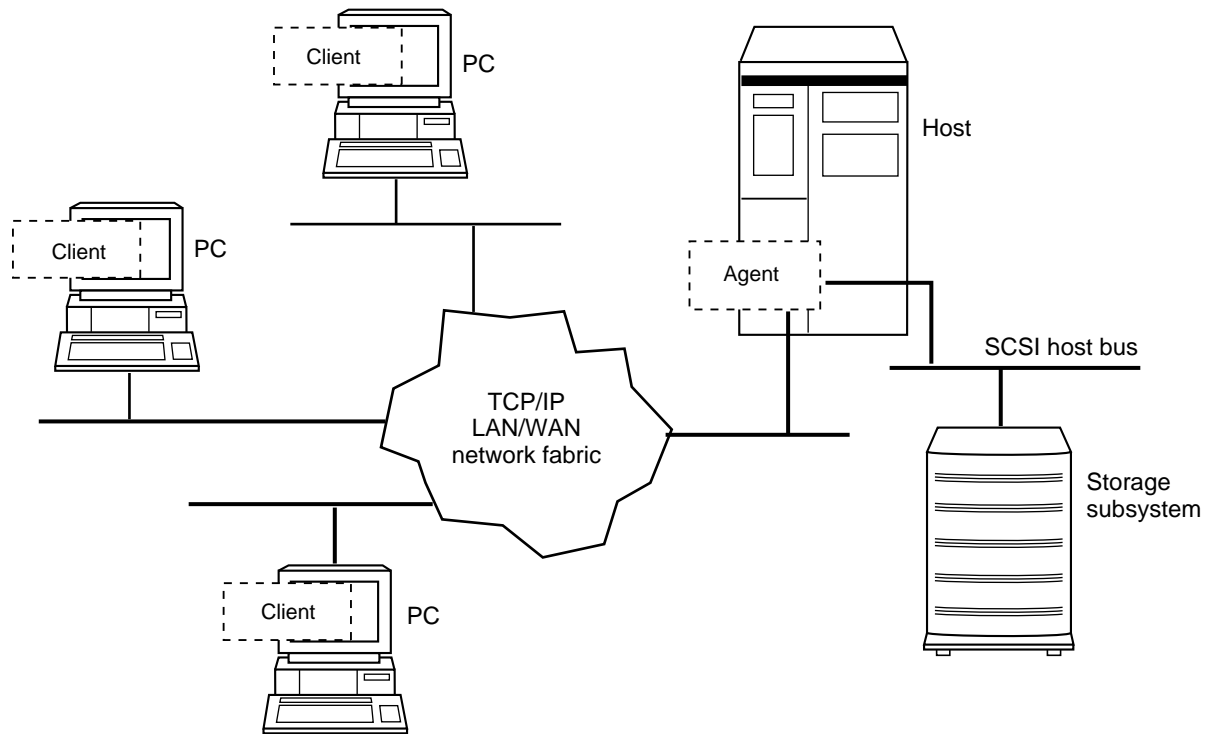 Client
PC
Host
Client
PC
Agent
SCSI host bus
TCP/IP
LAN/WAN
network fabric
Storage
subsystem
Client
PC